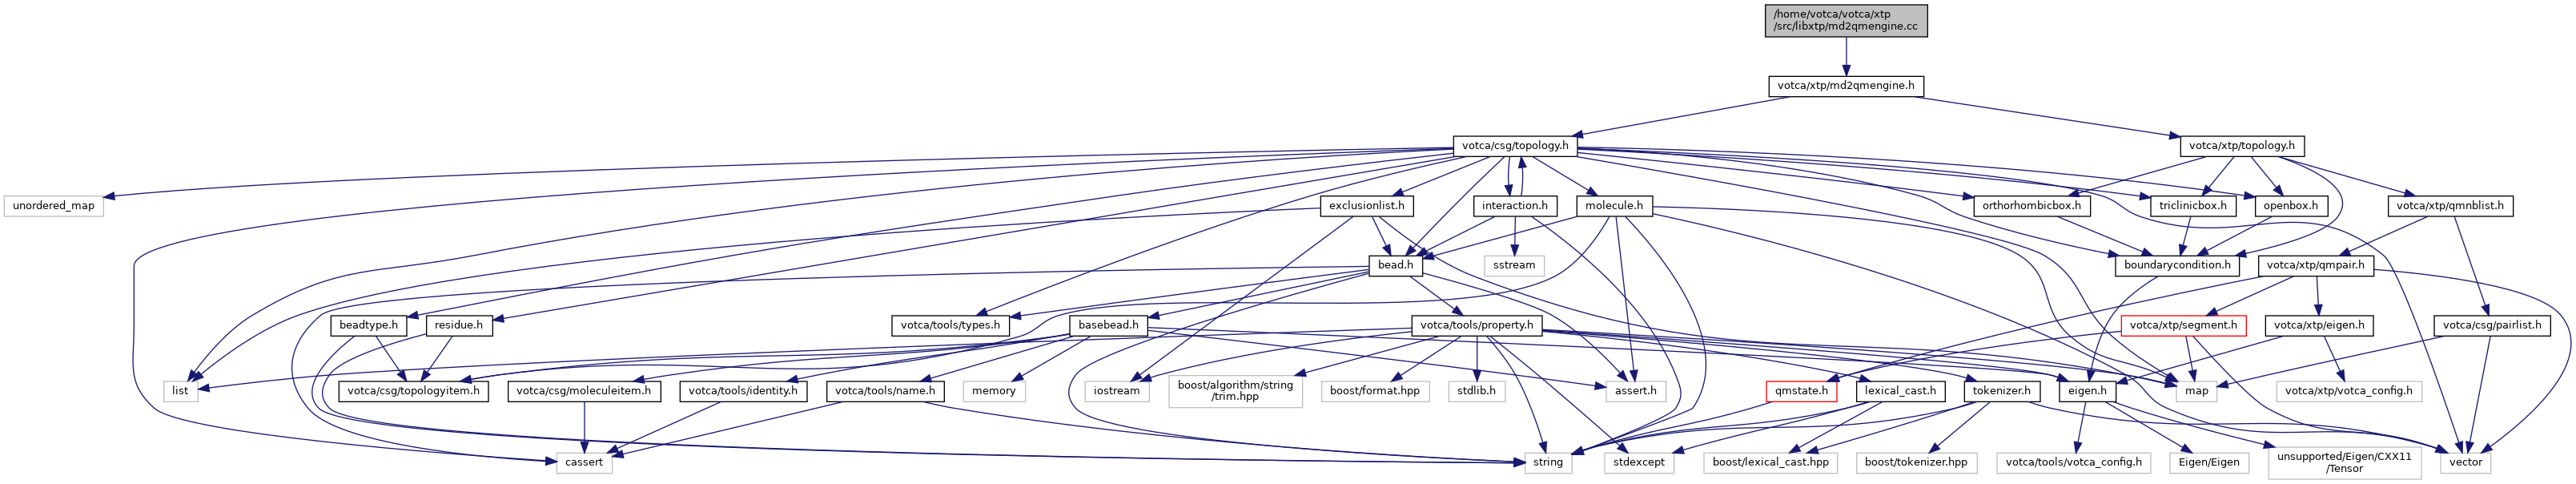 /home/votca/votca/xtp
/src/libxtp/md2qmengine.cc
votca/xtp/md2qmengine.h
votca/csg/topology.h
votca/xtp/topology.h
unordered_map
exclusionlist.h
interaction.h
molecule.h
orthorhombicbox.h
triclinicbox.h
openbox.h
votca/xtp/qmnblist.h
bead.h
sstream
boundarycondition.h
votca/xtp/qmpair.h
beadtype.h
residue.h
votca/tools/types.h
basebead.h
votca/tools/property.h
votca/xtp/segment.h
votca/xtp/eigen.h
votca/csg/pairlist.h
list
votca/csg/topologyitem.h
votca/csg/moleculeitem.h
votca/tools/identity.h
votca/tools/name.h
memory
iostream
boost/algorithm/string
/trim.hpp
boost/format.hpp
stdlib.h
assert.h
qmstate.h
lexical_cast.h
tokenizer.h
eigen.h
map
votca/xtp/votca_config.h
cassert
string
stdexcept
boost/lexical_cast.hpp
boost/tokenizer.hpp
votca/tools/votca_config.h
Eigen/Eigen
unsupported/Eigen/CXX11
/Tensor
vector